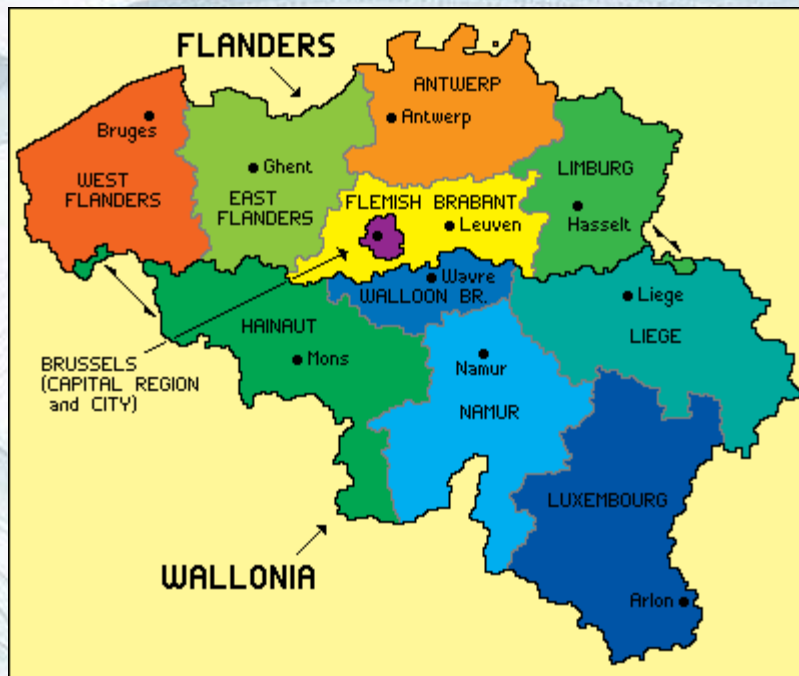 FLANDERS
ANTWERP
Antwerp
Bruges
Ghent
WEST
FLANDERS
EAST
FLANDERS
LIMBURG
Hasselt
FLEMISH BRABANT
Leuven
Wavre
WALLOON BR.
Liege
LIEGE
HAINAUT
Mons
BRUSSELS
(CAPITAL REGION
and CITY)
Namur
NAMUR
LUXEMBOURG
WALLONIA
Arlon